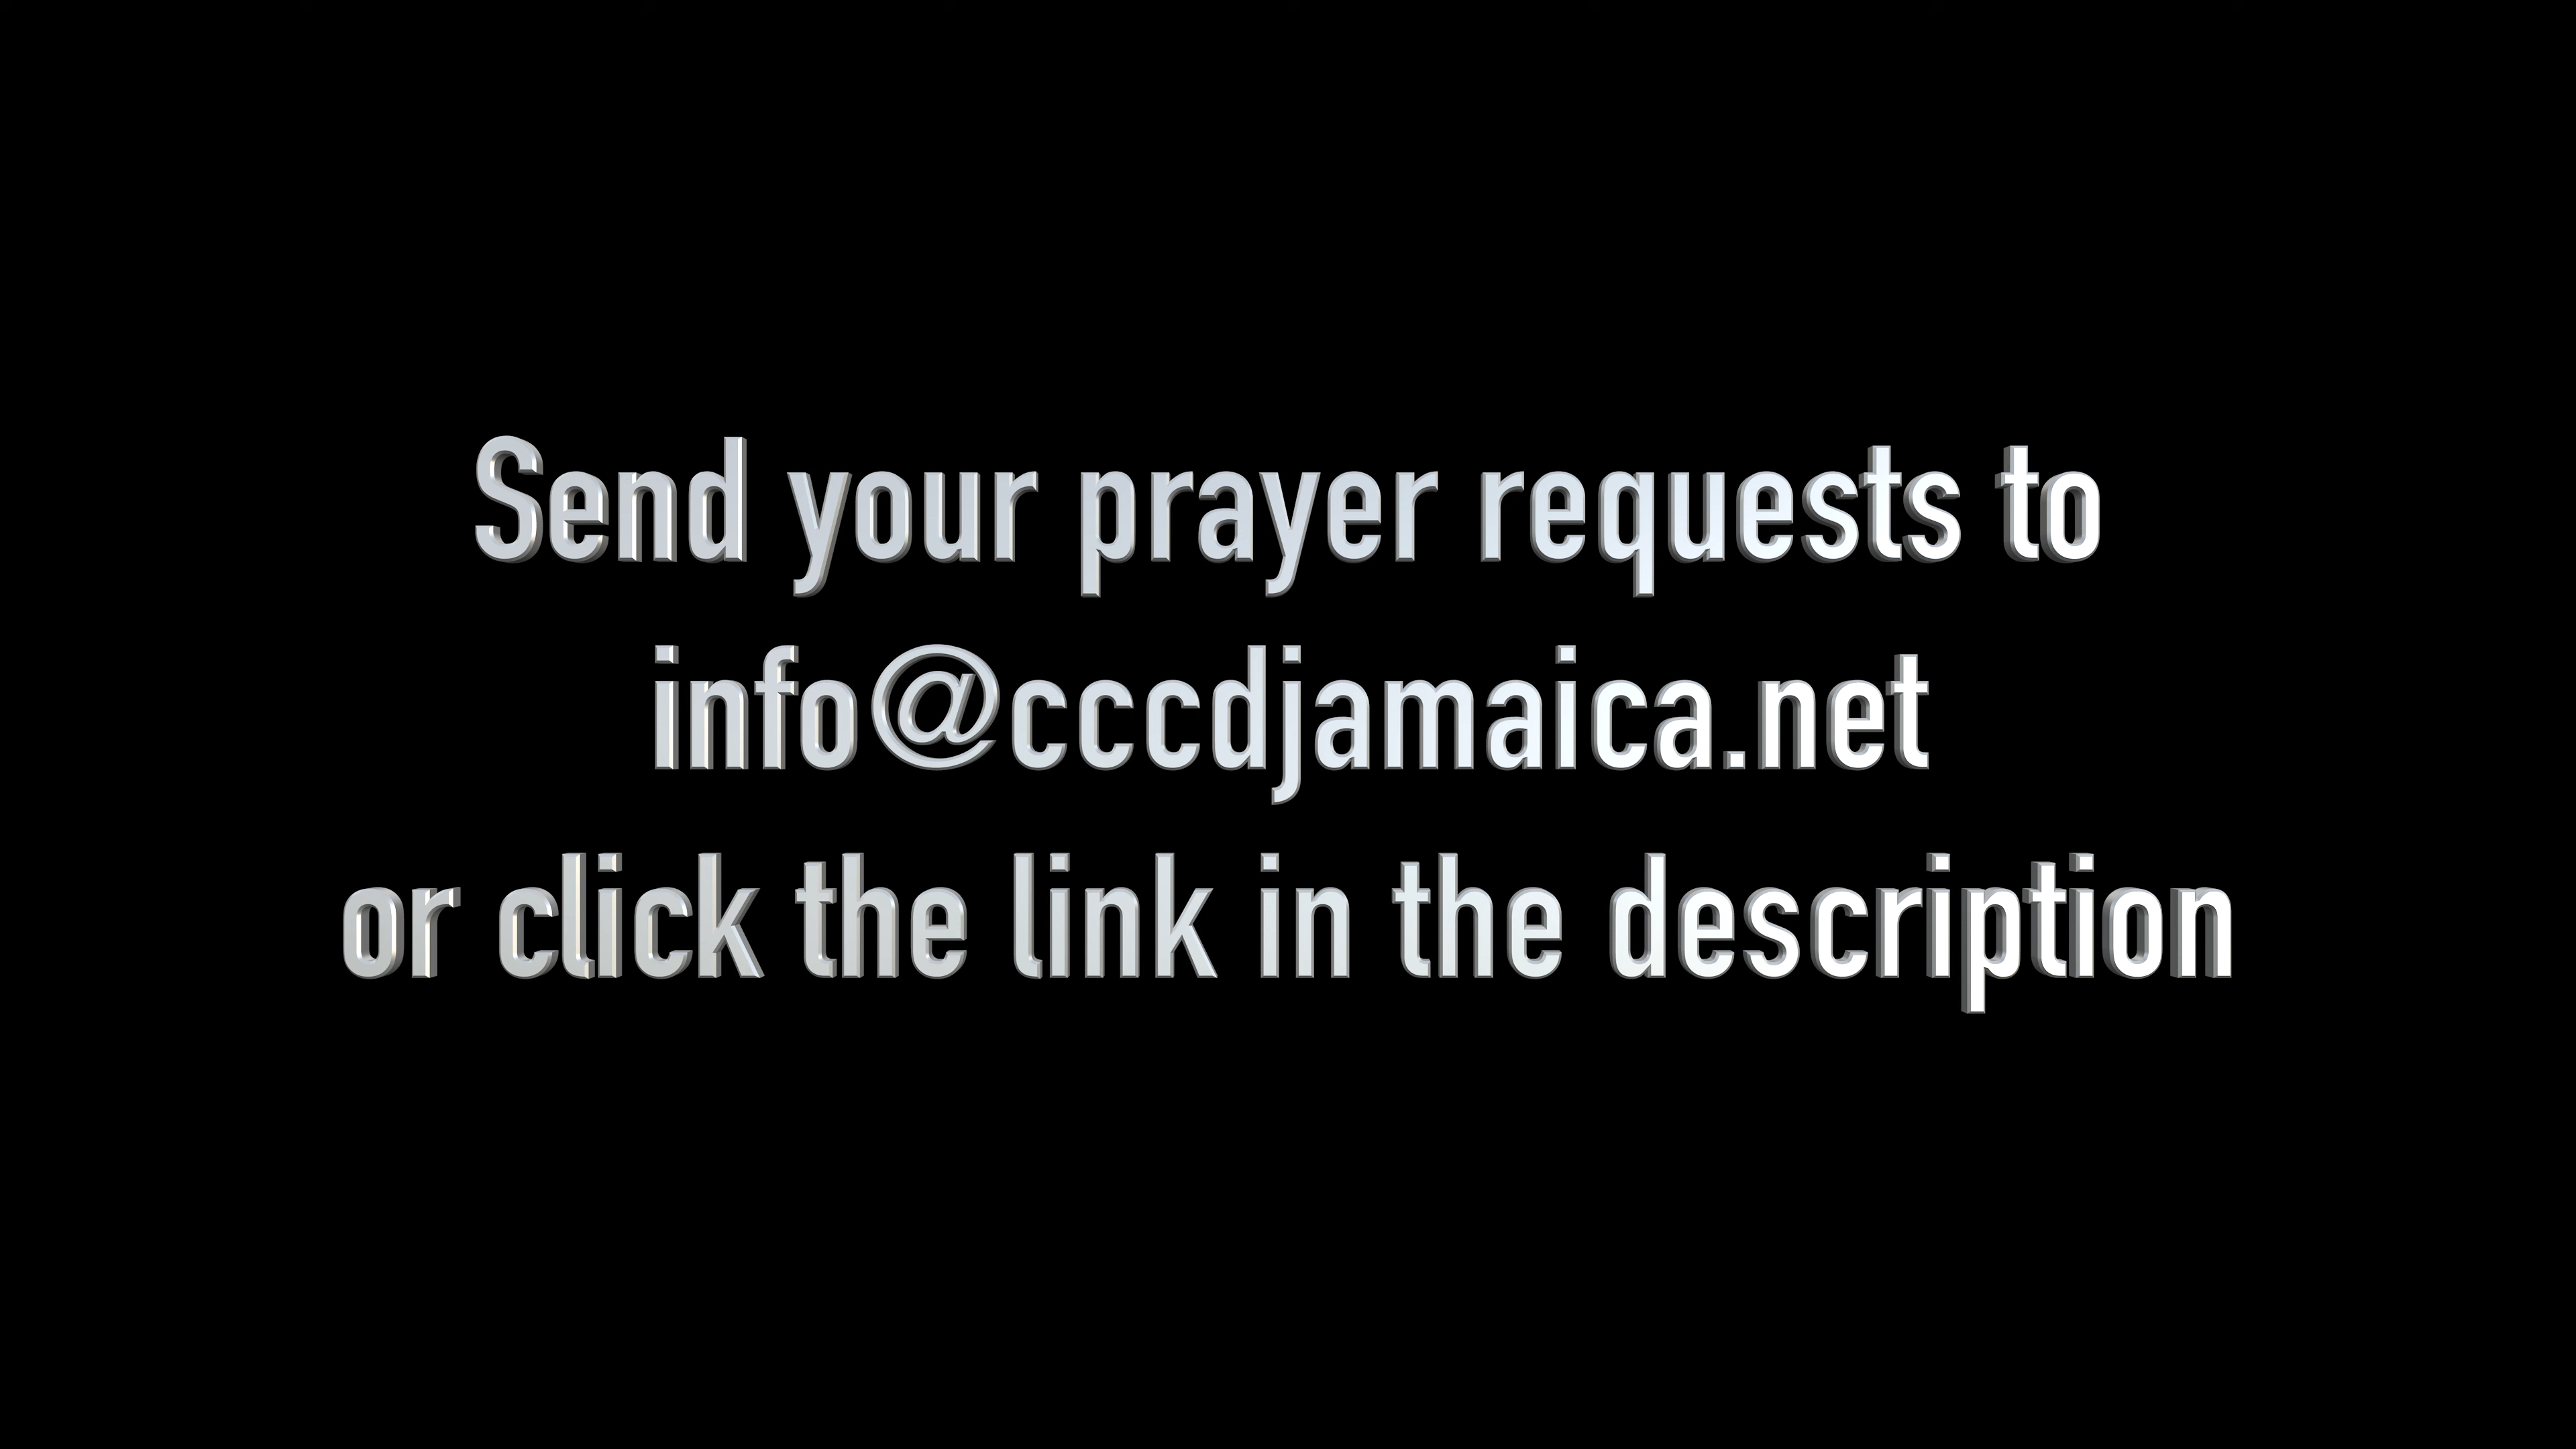 Send your prayer requests to
info@cccdjamaica.net
or click the link in the description